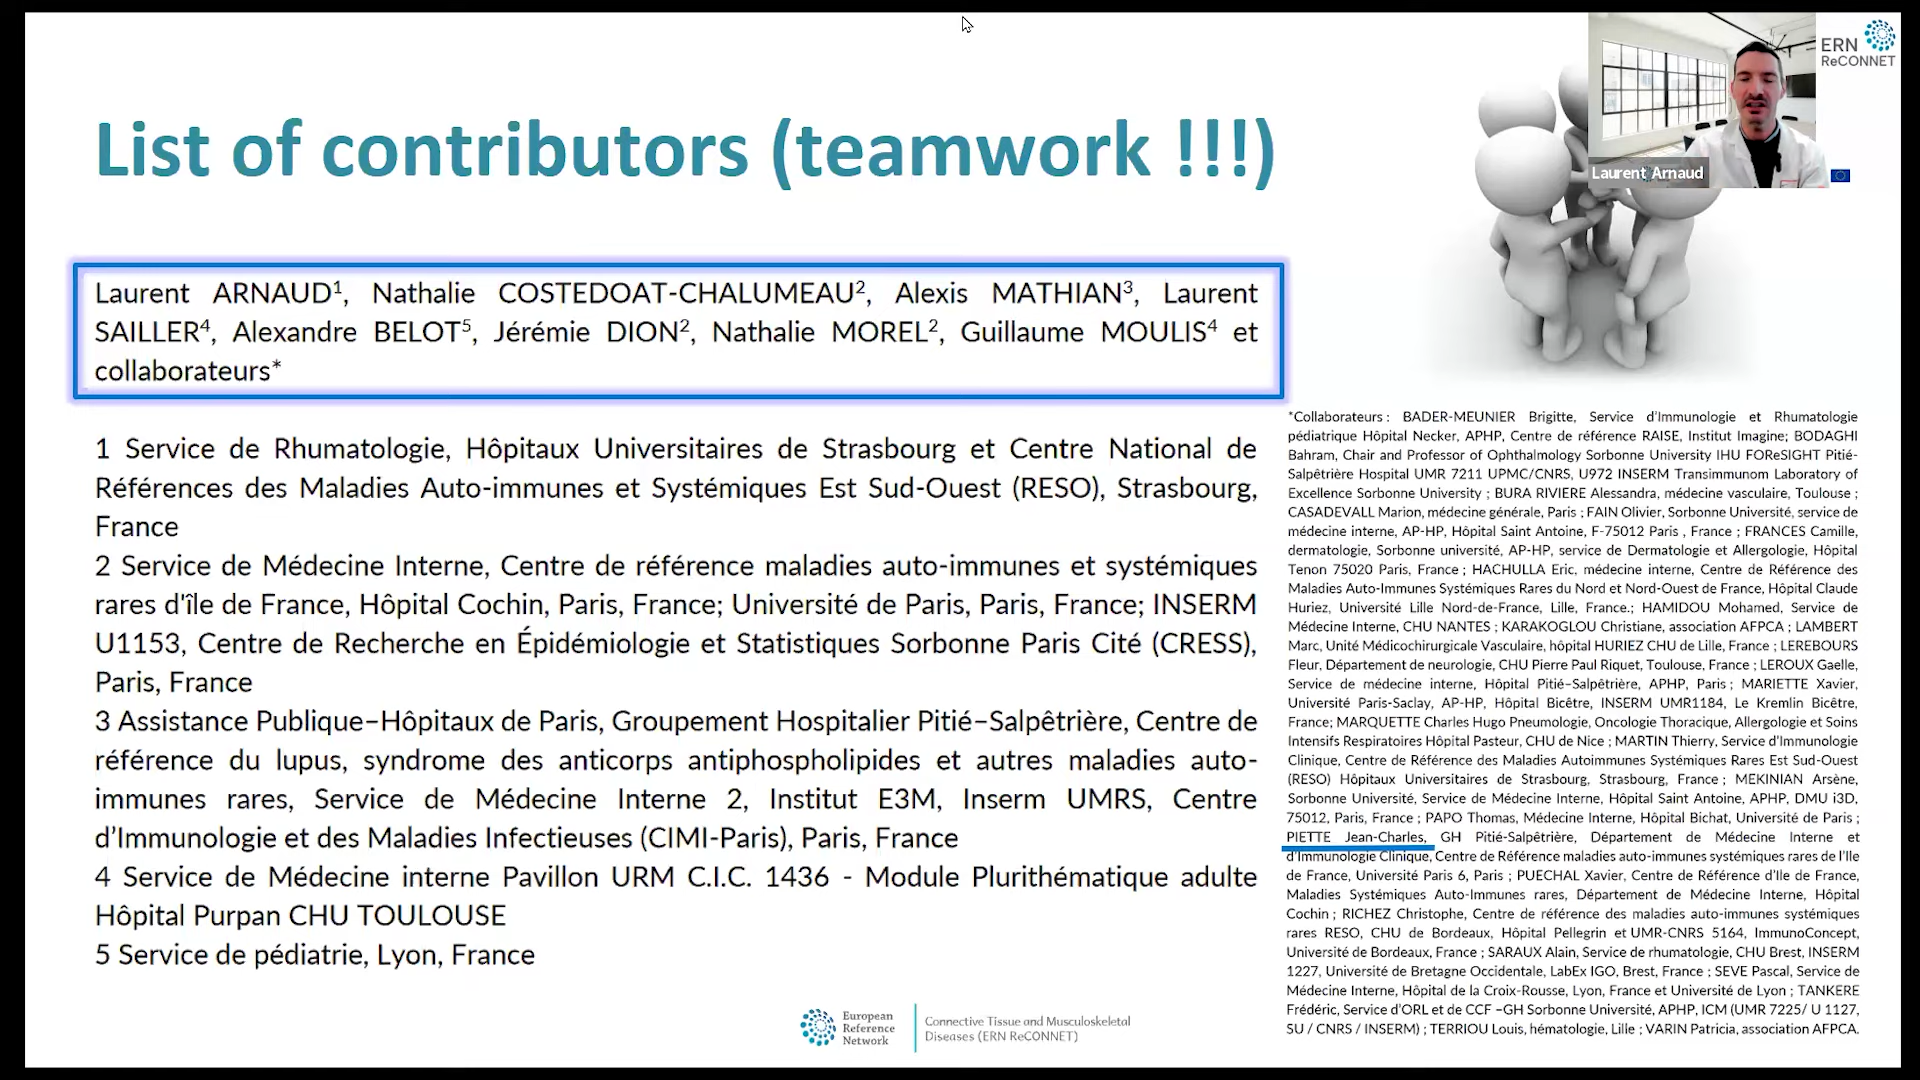 ERN
ReCONNET
List of contributors (teamwork !!!)
Laurent Arnaud
Laurent ARNAUD¹, Nathalie COSTEDOAT-CHALUMEAU², Alexis MATHIAN³, Laurent
SAILLER⁴, Alexandre BELOT⁵, Jérémie DION², Nathalie MOREL², Guillaume MOULIS⁴ et
collaborateurs*
1 Service de Rhumatologie, Hôpitaux Universitaires de Strasbourg et Centre National de
Références des Maladies Auto-immunes et Systémiques Est Sud-Ouest (RESO), Strasbourg,
France
2 Service de Médecine Interne, Centre de référence maladies auto-immunes et systémiques
rares d'île de France, Hôpital Cochin, Paris, France; Université de Paris, Paris, France; INSERM
U1153, Centre de Recherche en Épidémiologie et Statistiques Sorbonne Paris Cité (CRESS),
Paris, France
3 Assistance Publique–Hôpitaux de Paris, Groupement Hospitalier Pitié–Salpêtrière, Centre de
référence du lupus, syndrome des anticorps antiphospholipides et autres maladies auto-
immunes rares, Service de Médecine Interne 2, Institut E3M, Inserm UMRS, Centre
d’Immunologie et des Maladies Infectieuses (CIMI-Paris), Paris, France
4 Service de Médecine interne Pavillon URM C.I.C. 1436 - Module Plurithématique adulte
Hôpital Purpan CHU TOULOUSE
5 Service de pédiatrie, Lyon, France
*Collaborateurs : BADER-MEUNIER Brigitte, Service d’Immunologie et Rhumatologie
pédiatrique Hôpital Necker, APHP, Centre de référence RAISE, Institut Imagine; BODAGHI
Bahram, Chair and Professor of Ophthalmology Sorbonne University IHU FOReSIGHT Pitié-
Salpêtrière Hospital UMR 7211 UPMC/CNRS, U972 INSERM Transimmunom Laboratory of
Excellence Sorbonne University ; BURA RIVIERE Alessandra, médecine vasculaire, Toulouse ;
CASADEVALL Marion, médecine générale, Paris ; FAIN Olivier, Sorbonne Université, service de
médecine interne, AP-HP, Hôpital Saint Antoine, F-75012 Paris , France ; FRANCES Camille,
dermatologie, Sorbonne université, AP-HP, service de Dermatologie et Allergologie, Hôpital
Tenon 75020 Paris, France ; HACHULLA Eric, médecine interne, Centre de Référence des
Maladies Auto-Immunes Systémiques Rares du Nord et Nord-Ouest de France, Hôpital Claude
Huriez, Université Lille Nord-de-France, Lille, France.; HAMIDOU Mohamed, Service de
Médecine Interne, CHU NANTES ; KARAKOGLOU Christiane, association AFPCA ; LAMBERT
Marc, Unité Médicochirurgicale Vasculaire, hôpital HURIEZ CHU de Lille, France ; LEREBOURS
Fleur, Département de neurologie, CHU Pierre Paul Riquet, Toulouse, France ; LEROUX Gaelle,
Service de médecine interne, Hôpital Pitié–Salpêtrière, APHP, Paris ; MARIETTE Xavier,
Université Paris-Saclay, AP-HP, Hôpital Bicêtre, INSERM UMR1184, Le Kremlin Bicêtre,
France; MARQUETTE Charles Hugo Pneumologie, Oncologie Thoracique, Allergologie et Soins
Intensifs Respiratoires Hôpital Pasteur, CHU de Nice ; MARTIN Thierry, Service d'Immunologie
Clinique, Centre de Référence des Maladies Autoimmunes Systémiques Rares Est Sud-Ouest
(RESO) Hôpitaux Universitaires de Strasbourg, Strasbourg, France ; MEKINIAN Arsène,
Sorbonne Université, Service de Médecine Interne, Hôpital Saint Antoine, APHP, DMU i3D,
75012, Paris, France ; PAPO Thomas, Médecine Interne, Hôpital Bichat, Université de Paris ;
PIETTE Jean-Charles, GH Pitié-Salpêtrière, Département de Médecine Interne et
d’Immunologie Clinique, Centre de Référence maladies auto-immunes systémiques rares de l’Ile
de France, Université Paris 6, Paris ; PUECHAL Xavier, Centre de Référence d’Ile de France,
Maladies Systémiques Auto-Immunes rares, Département de Médecine Interne, Hôpital
Cochin ; RICHEZ Christophe, Centre de référence des maladies auto-immunes systémiques
rares RESO, CHU de Bordeaux, Hôpital Pellegrin et UMR-CNRS 5164, ImmunoConcept,
Université de Bordeaux, France ; SARAUX Alain, Service de rhumatologie, CHU Brest, INSERM
1227, Université de Bretagne Occidentale, LabEx IGO, Brest, France ; SEVE Pascal, Service de
Médecine Interne, Hôpital de la Croix-Rousse, Lyon, France et Université de Lyon ; TANKERE
Frédéric, Service d’ORL et de CCF –GH Sorbonne Université, APHP, ICM (UMR 7225/ U 1127,
SU / CNRS / INSERM) ; TERRIOU Louis, hématologie, Lille ; VARIN Patricia, association AFPCA.
European
Reference
Network
Connective Tissue and Musculoskeletal
Diseases (ERN ReCONNET)